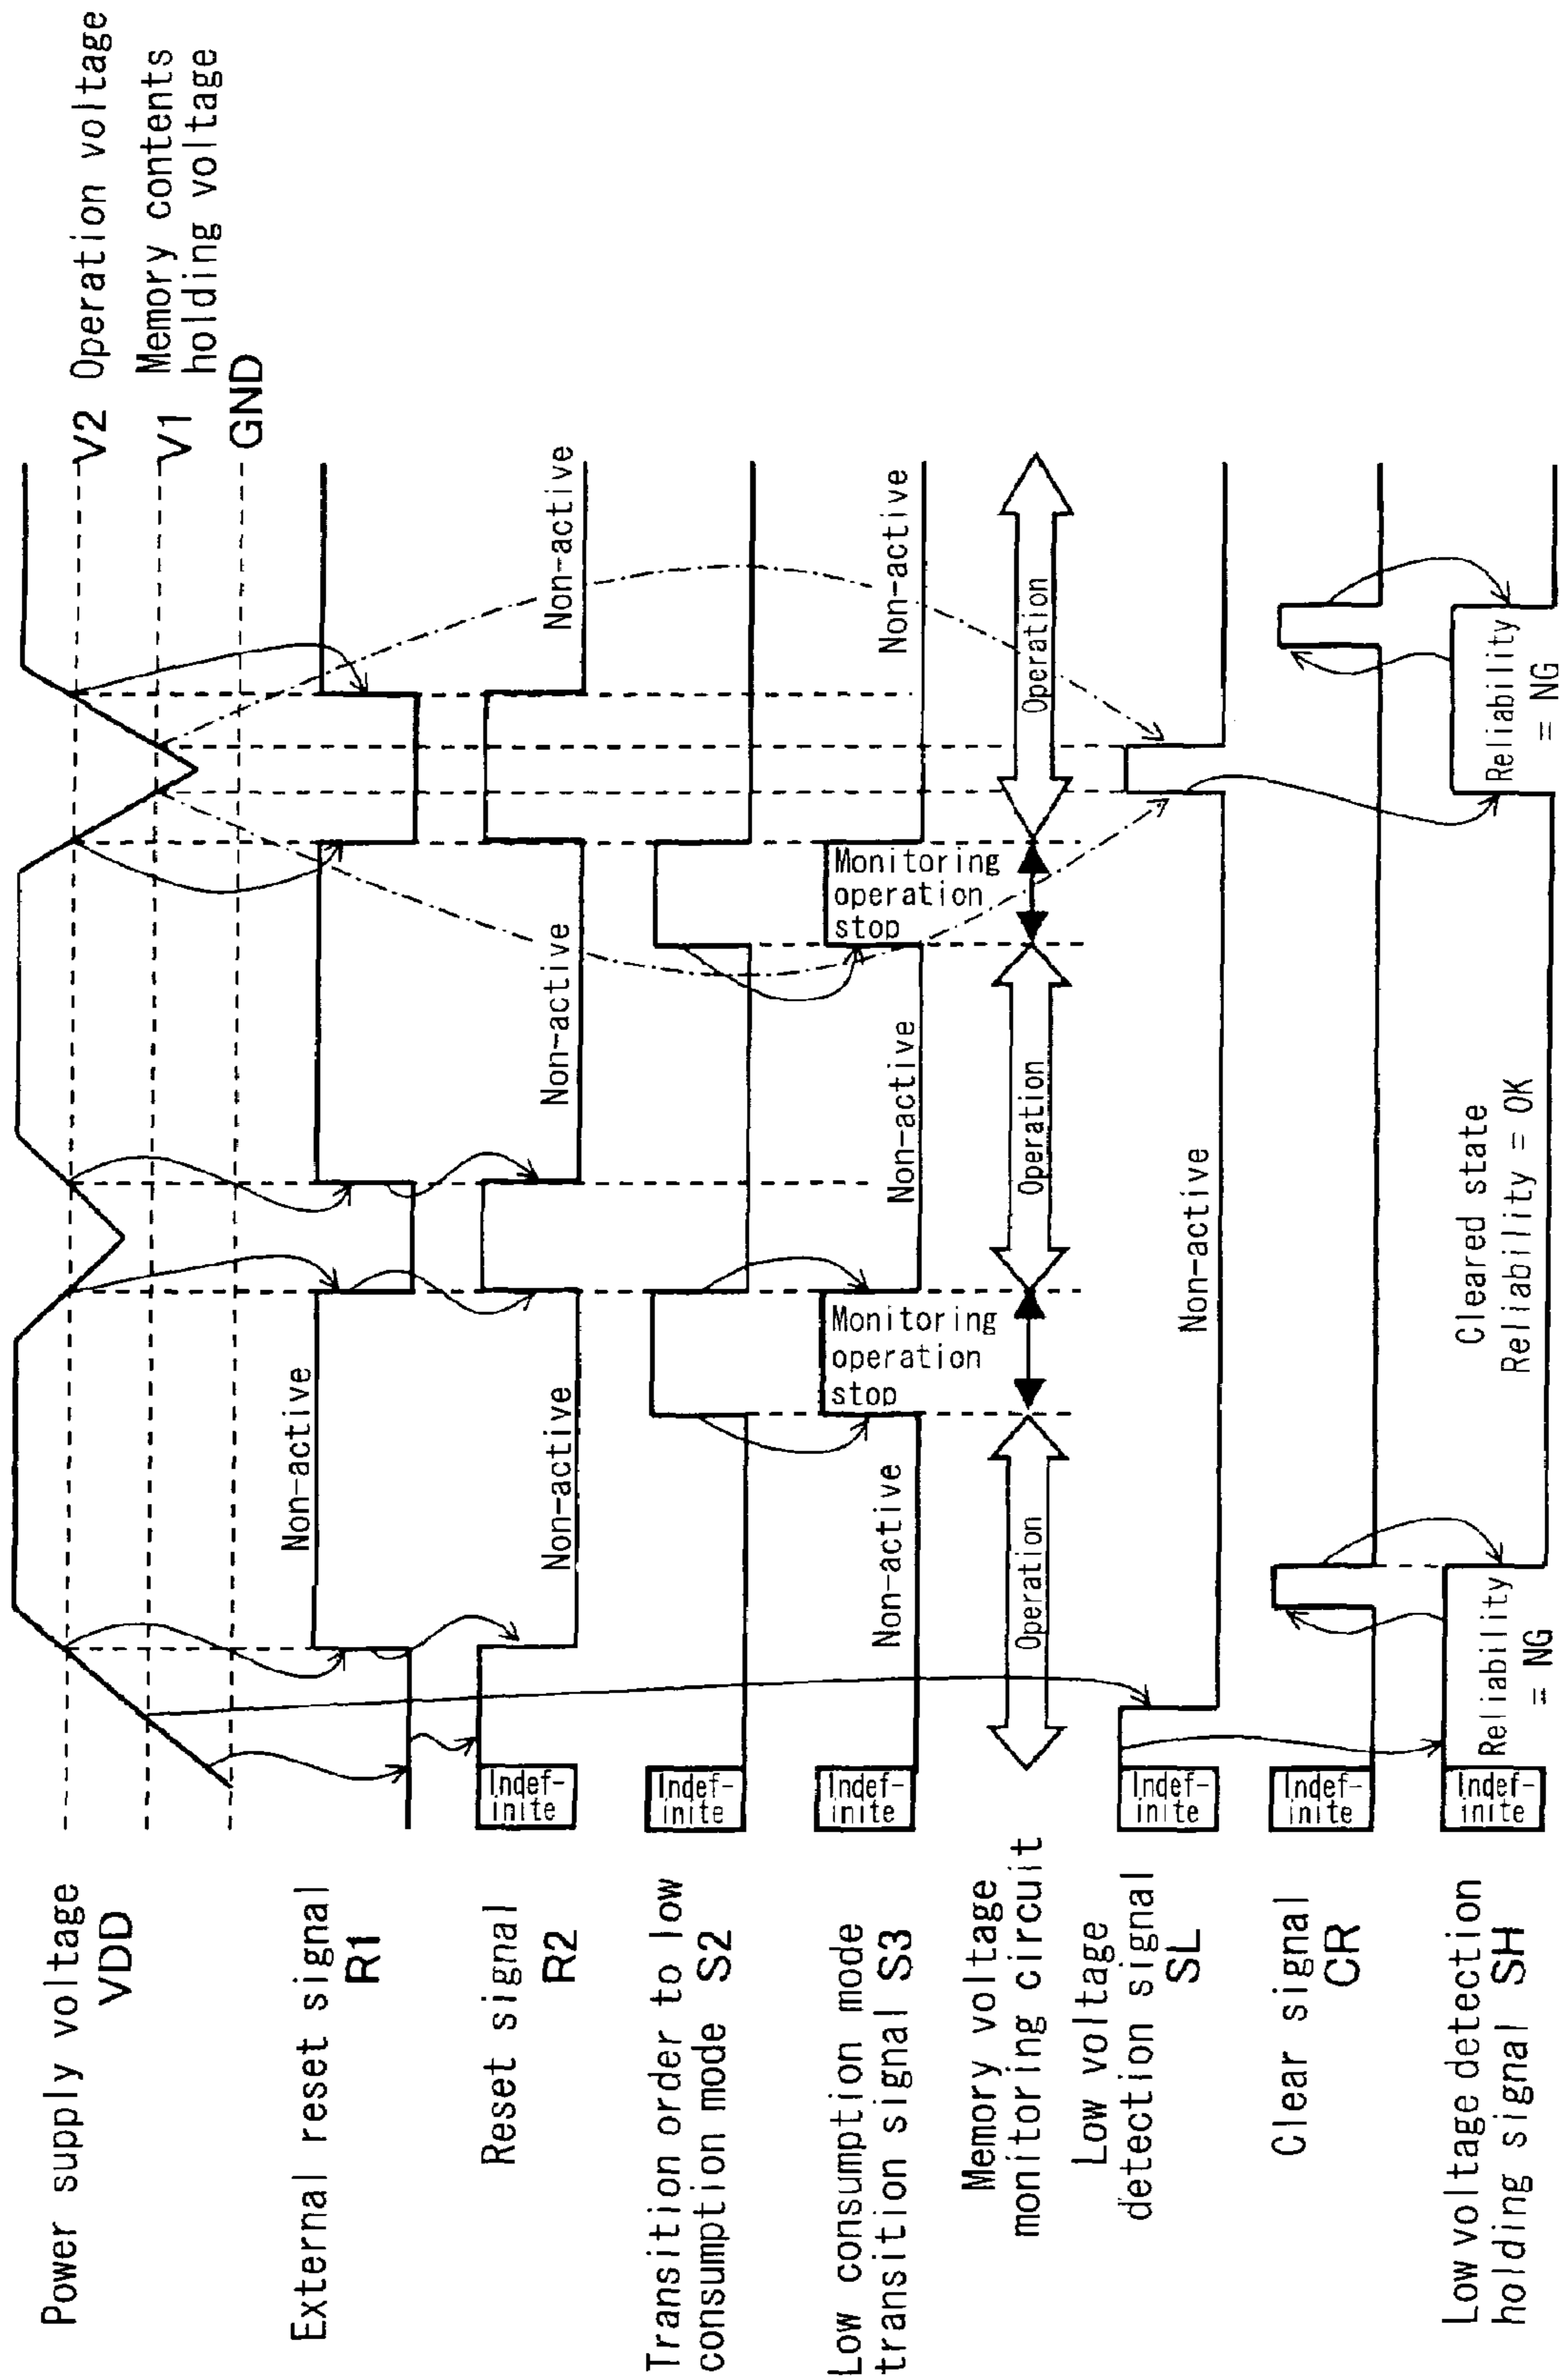 Power supply voltage
VDD
V2 Operation voltage
V1 Memory contents
holding voltage
GND
External reset signal
R1
Non-active
Reset signal
R2
Indef-
inite
Non-active
Non-active
Non-active
Transition order to low
consumption mode S2
Indef-
inite
Low consumption mode
transition signal S3
Indef-
inite
Non-active
Monitoring
operation
stop
Non-active
Monitoring
operation
stop
Non-active
Memory voltage
monitoring circuit
Operation
Operation
Operation
Low voltage
detection signal
SL
Indef-
inite
Non-active
Clear signal
CR
Indef-
inite
Low voltage detection
holding signal SH
Indef-
inite
Reliability
= NG
Cleared state
Reliability = OK
Reliability
= NG